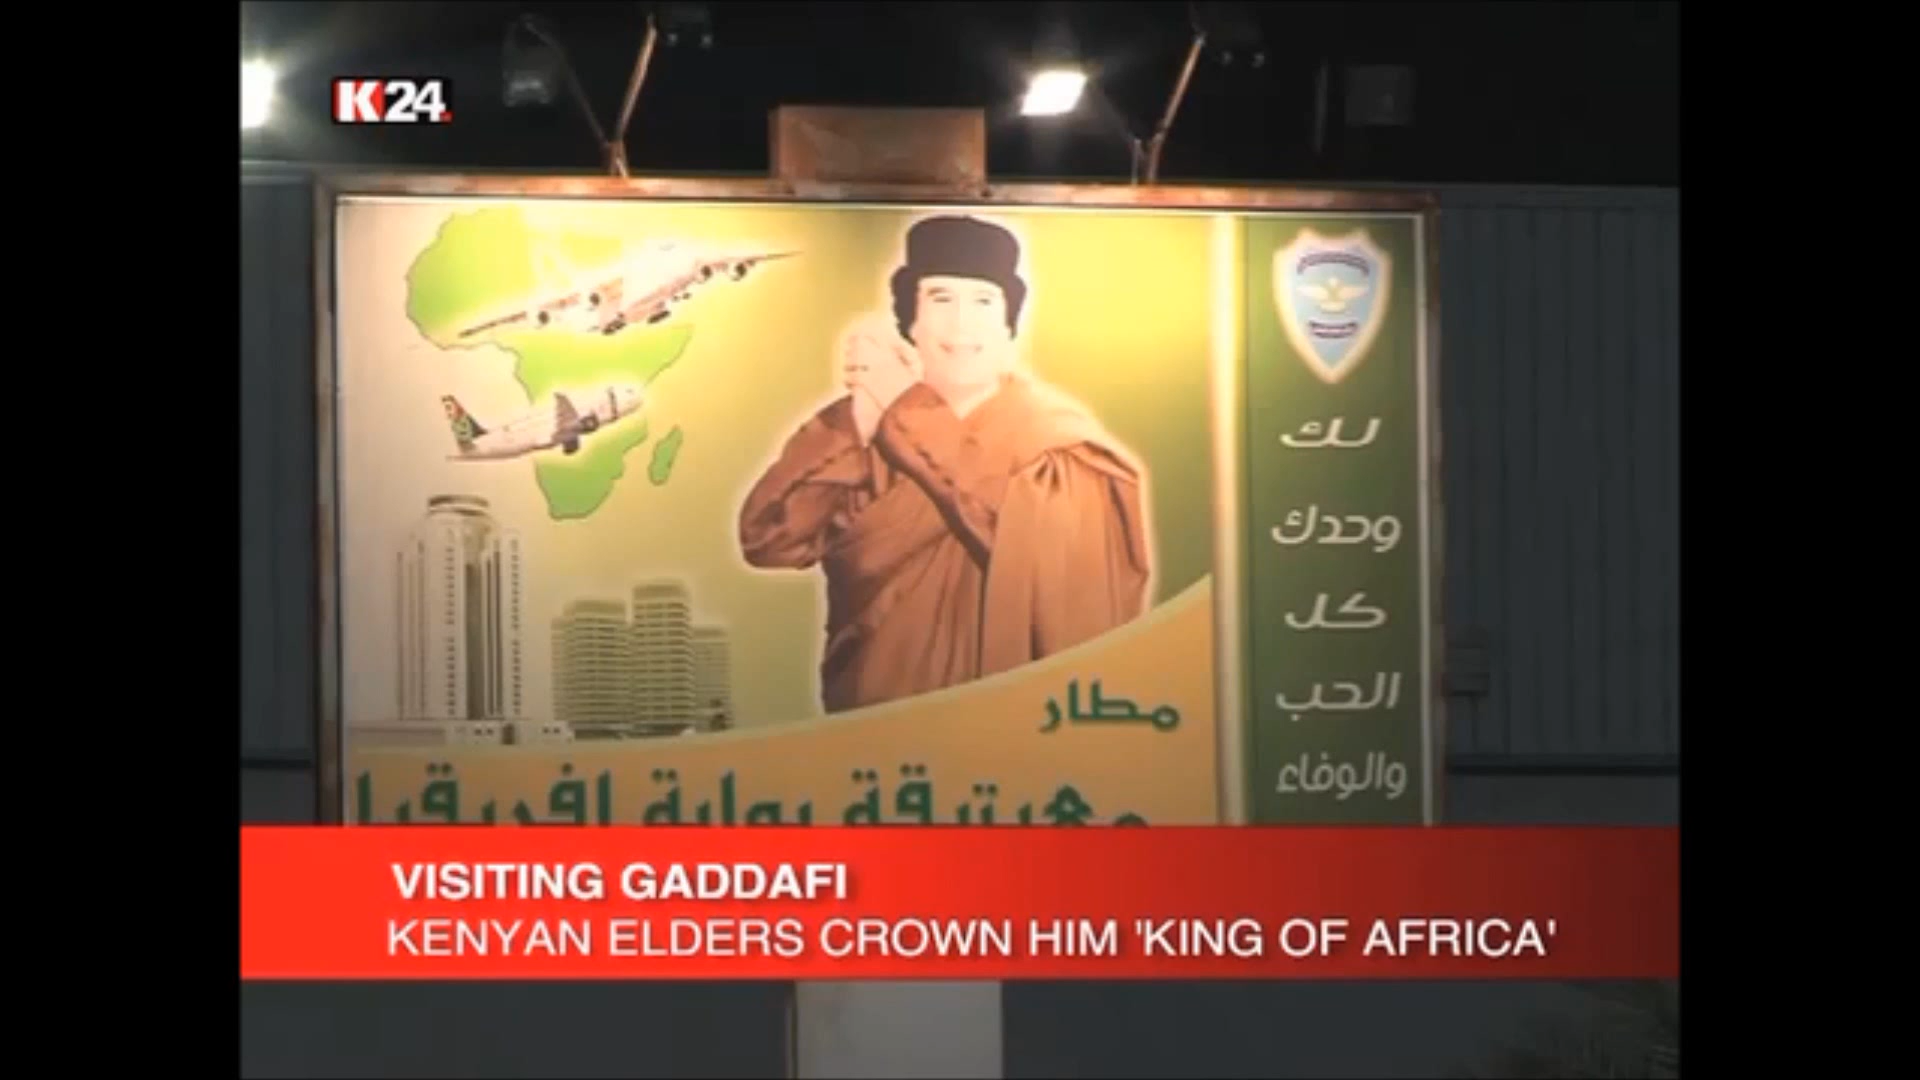 K24
لك
وحدك
كل
الحب
والوفاء
مطار
معيتيقة بوابة افريقيا
VISITING GADDAFI
KENYAN ELDERS CROWN HIM 'KING OF AFRICA'